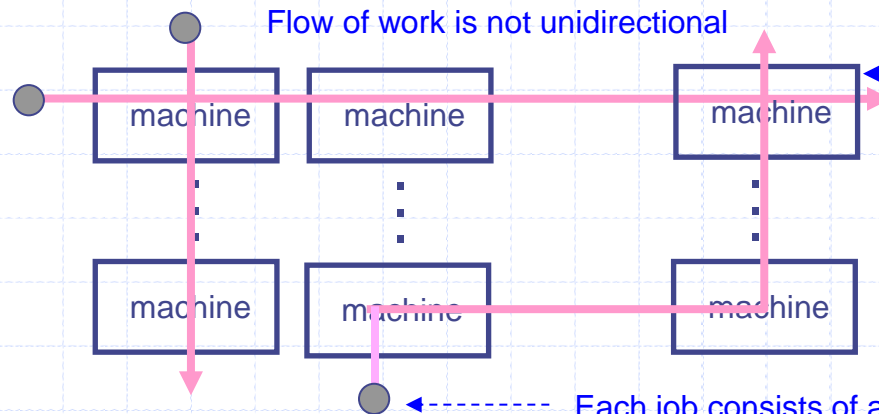 Flow of work is not unidirectional
machine machine machine
machine machine machine
Each job consists of a